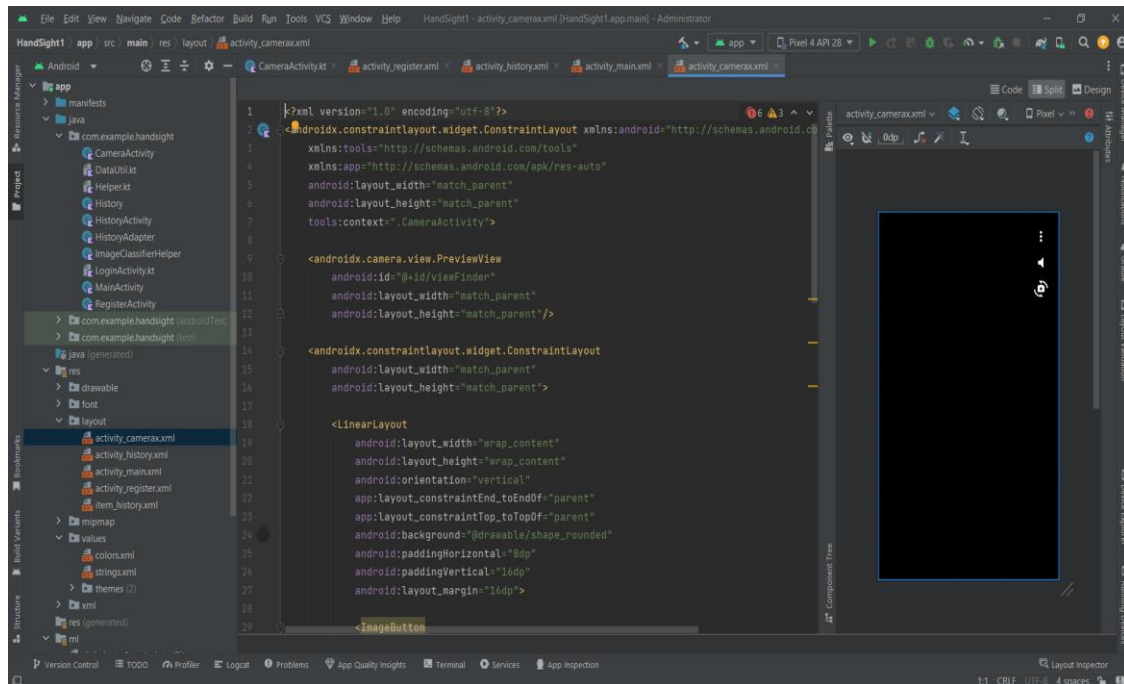 File Edit View Navigate Code Refactor Build Run Tools VCS Window Help HandSight1 - activity_camerax.xml [HandSight1.app.main] - Administrator
HandSight1 app src main res layout activity_camerax.xml
app
Pixel 4 API 28
Android
CameraActivity.kt
activity_register.xml
activity_history.xml
activity_main.xml
activity_camerax.xml
Code Split Design
Resource Manager
Project
Bookmarks
Build Variants
Structure
app
manifests
java
com.example.handsight
CameraActivity
DataUtil.kt
Helper.kt
History
HistoryActivity
HistoryAdapter
ImageClassifierHelper
LoginActivity.kt
MainActivity
RegisterActivity
com.example.handsight (androidTest)
com.example.handsight (test)
java (generated)
res
drawable
font
layout
activity_camerax.xml
activity_history.xml
activity_main.xml
activity_register.xml
item_history.xml
mipmap
values
colors.xml
strings.xml
themes (2)
xml
res (generated)
ml
6 3
1 <?xml version="1.0" encoding="utf-8"?>
2 <androidx.constraintlayout.widget.ConstraintLayout xmlns:android="http://schemas.android.co
3 xmlns:tools="http://schemas.android.com/tools"
4 xmlns:app="http://schemas.android.com/apk/res-auto"
5 android:layout_width="match_parent"
6 android:layout_height="match_parent"
7 tools:context=".CameraActivity">
8
9 <androidx.camera.view.PreviewView
10 android:id="@+id/viewFinder"
11 android:layout_width="match_parent"
12 android:layout_height="match_parent"/>
13
14 <androidx.constraintlayout.widget.ConstraintLayout
15 android:layout_width="match_parent"
16 android:layout_height="match_parent">
17
18 <LinearLayout
19 android:layout_width="wrap_content"
20 android:layout_height="wrap_content"
21 android:orientation="vertical"
22 app:layout_constraintEnd_toEndOf="parent"
23 app:layout_constraintTop_toTopOf="parent"
24 android:background="@drawable/shape_rounded"
25 android:paddingHorizontal="8dp"
26 android:paddingVertical="16dp"
27 android:layout_margin="16dp">
28
29 <ImageButton
Palette
Component Tree
activity_camerax.xml
Pixel
0dp
Attributes
Version Control TODO Profiler Logcat Problems App Quality Insights Terminal Services App Inspection Layout Inspector
1:1 CRLF UTF-8 4 spaces